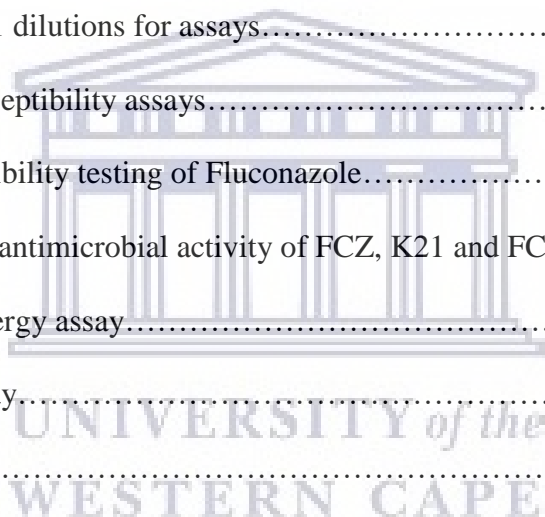 dilutions for assays..............................
eptibility assays....................................
ibility testing of Fluconazole.................
antimicrobial activity of FCZ, K21 and FC
ergy assay..............................................
y............................................................
UNIVERSITY of the
..............................................................
WESTERN CAPE